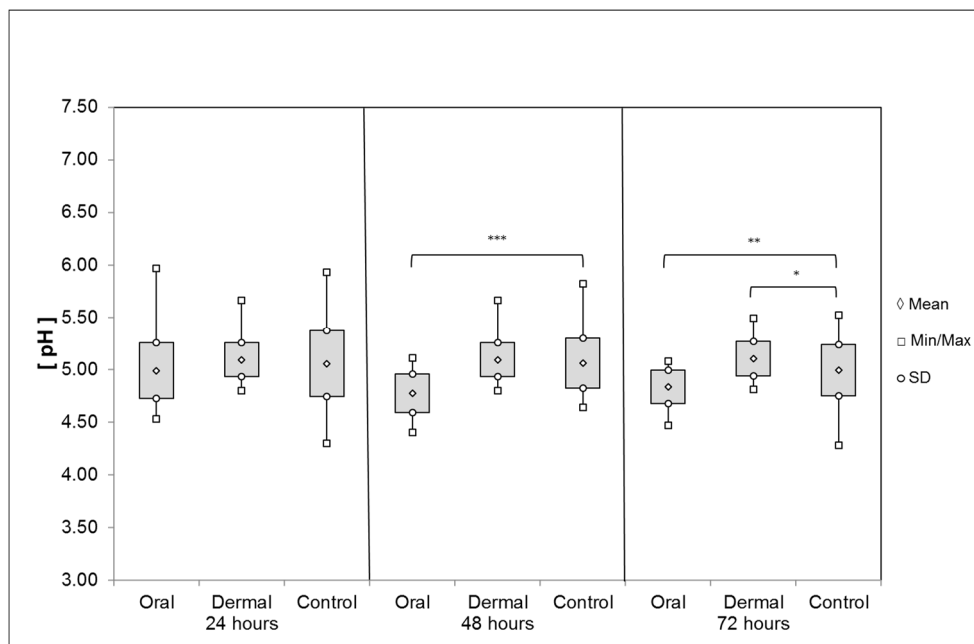 7.50
7.00
6.50
6.00
5.50
5.00
4.50
4.00
3.50
3.00
[ pH ]
***
**
*
Mean
Min/Max
SD
Oral Dermal Control Oral Dermal Control Oral Dermal Control
24 hours 48 hours 72 hours